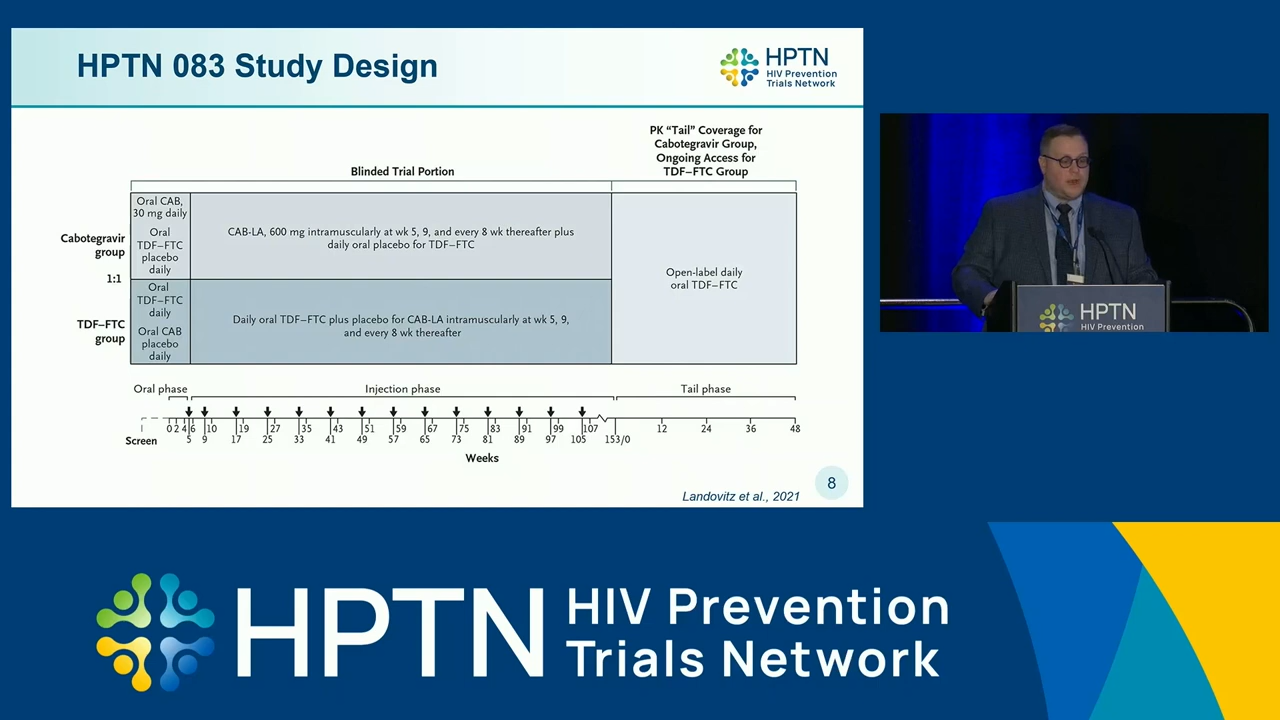 HPTN 083 Study Design
HPTN
HIV Prevention
Trials Network
PK “Tail” Coverage for
Cabotegravir Group,
Ongoing Access for
TDF–FTC Group
Blinded Trial Portion
Cabotegravir
group
1:1
TDF–FTC
group
Oral CAB,
30 mg daily
Oral
TDF–FTC
placebo
daily
CAB-LA, 600 mg intramuscularly at wk 5, 9, and every 8 wk thereafter plus
daily oral placebo for TDF–FTC
Oral
TDF–FTC
daily
Oral CAB
placebo
daily
Daily oral TDF–FTC plus placebo for CAB-LA intramuscularly at wk 5, 9,
and every 8 wk thereafter
Open-label daily
oral TDF–FTC
Oral phase
Injection phase
Tail phase
0 2 4 6 10 19 27 35 43 51 59 67 75 83 91 99 107 12 24 36 48
Screen 5 9 17 25 33 41 49 57 65 73 81 89 97 105 153/0
Weeks
8
Landovitz et al., 2021
HPTN
HIV Prevention
HPTN
HIV Prevention
Trials Network